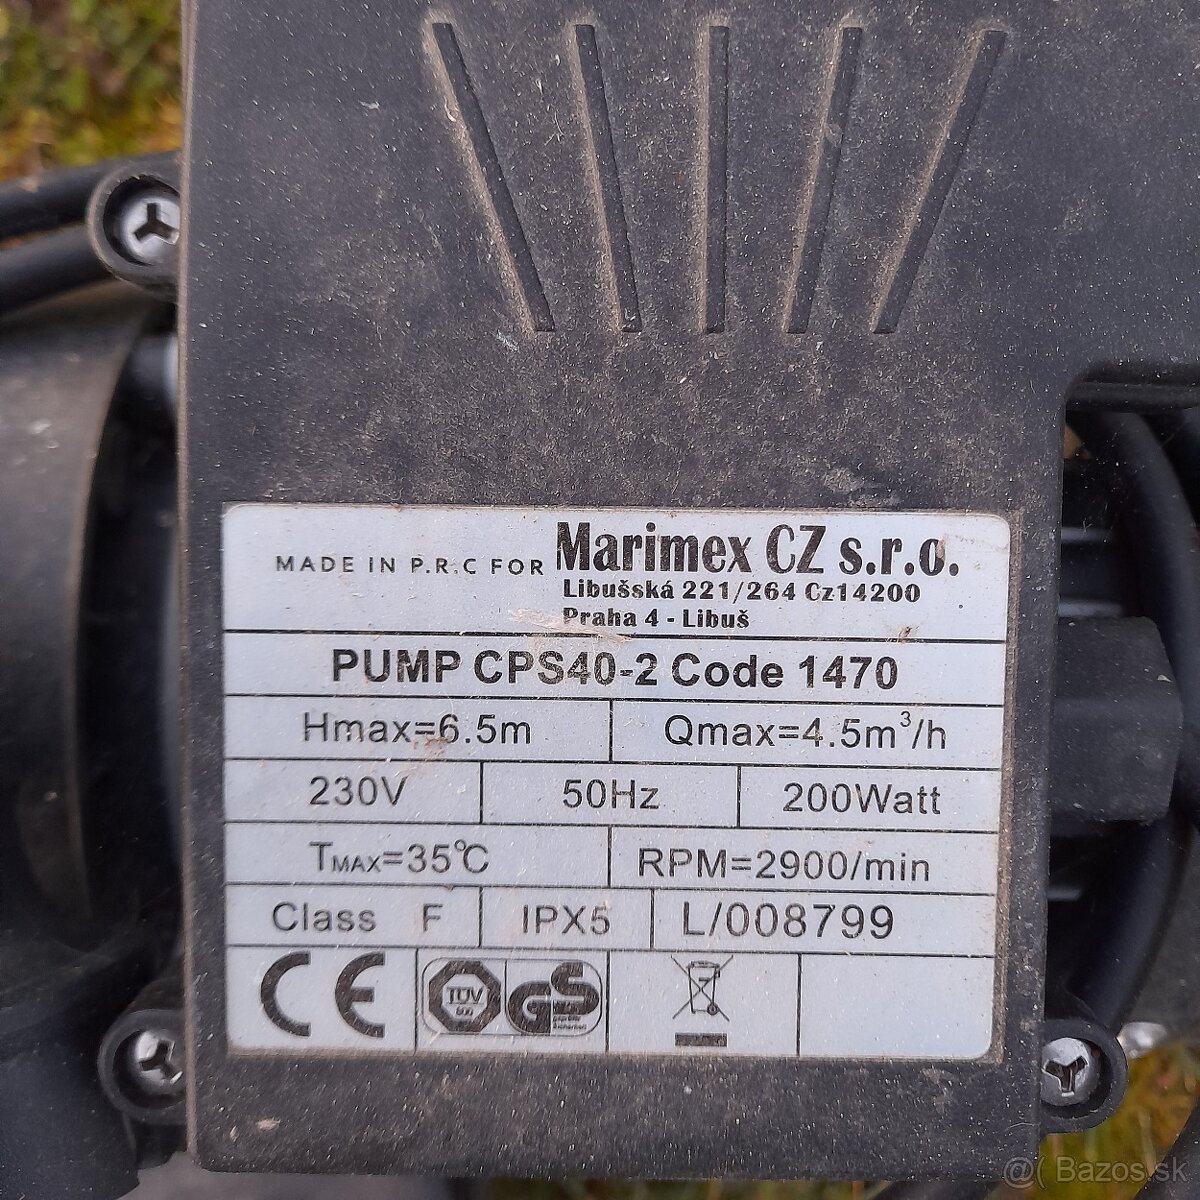 MADE IN P.R.C FOR Marimex CZ s.r.o.
Libušská 221/264 Cz14200
Praha 4 - Libuš
PUMP CPS40-2 Code 1470
Hmax=6.5m Qmax=4.5m³/h
230V 50Hz 200Watt
TMAX=35℃ RPM=2900/min
Class F IPX5 L/008799
CE TÜV GS
geprüfte
Sicherheit
@( Bazos.sk